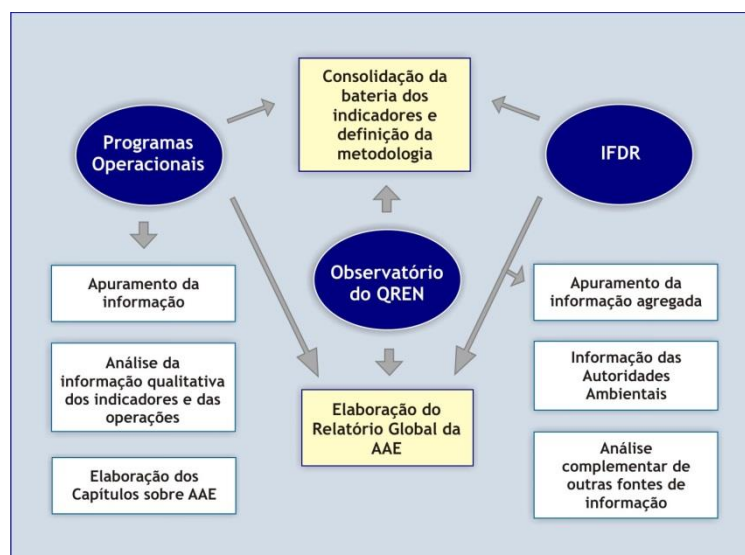 Consolidação da
bateria dos
indicadores e
definição da
metodologia
Programas
Operacionais
IFDR
Observatório
do QREN
Apuramento da
informação
Análise da
informação qualitativa
dos indicadores e das
operações
Elaboração dos
Capítulos sobre AAE
Elaboração do
Relatório Global da
AAE
Apuramento da
informação agregada
Informação das
Autoridades
Ambientais
Análise
complementar de
outras fontes de
informação